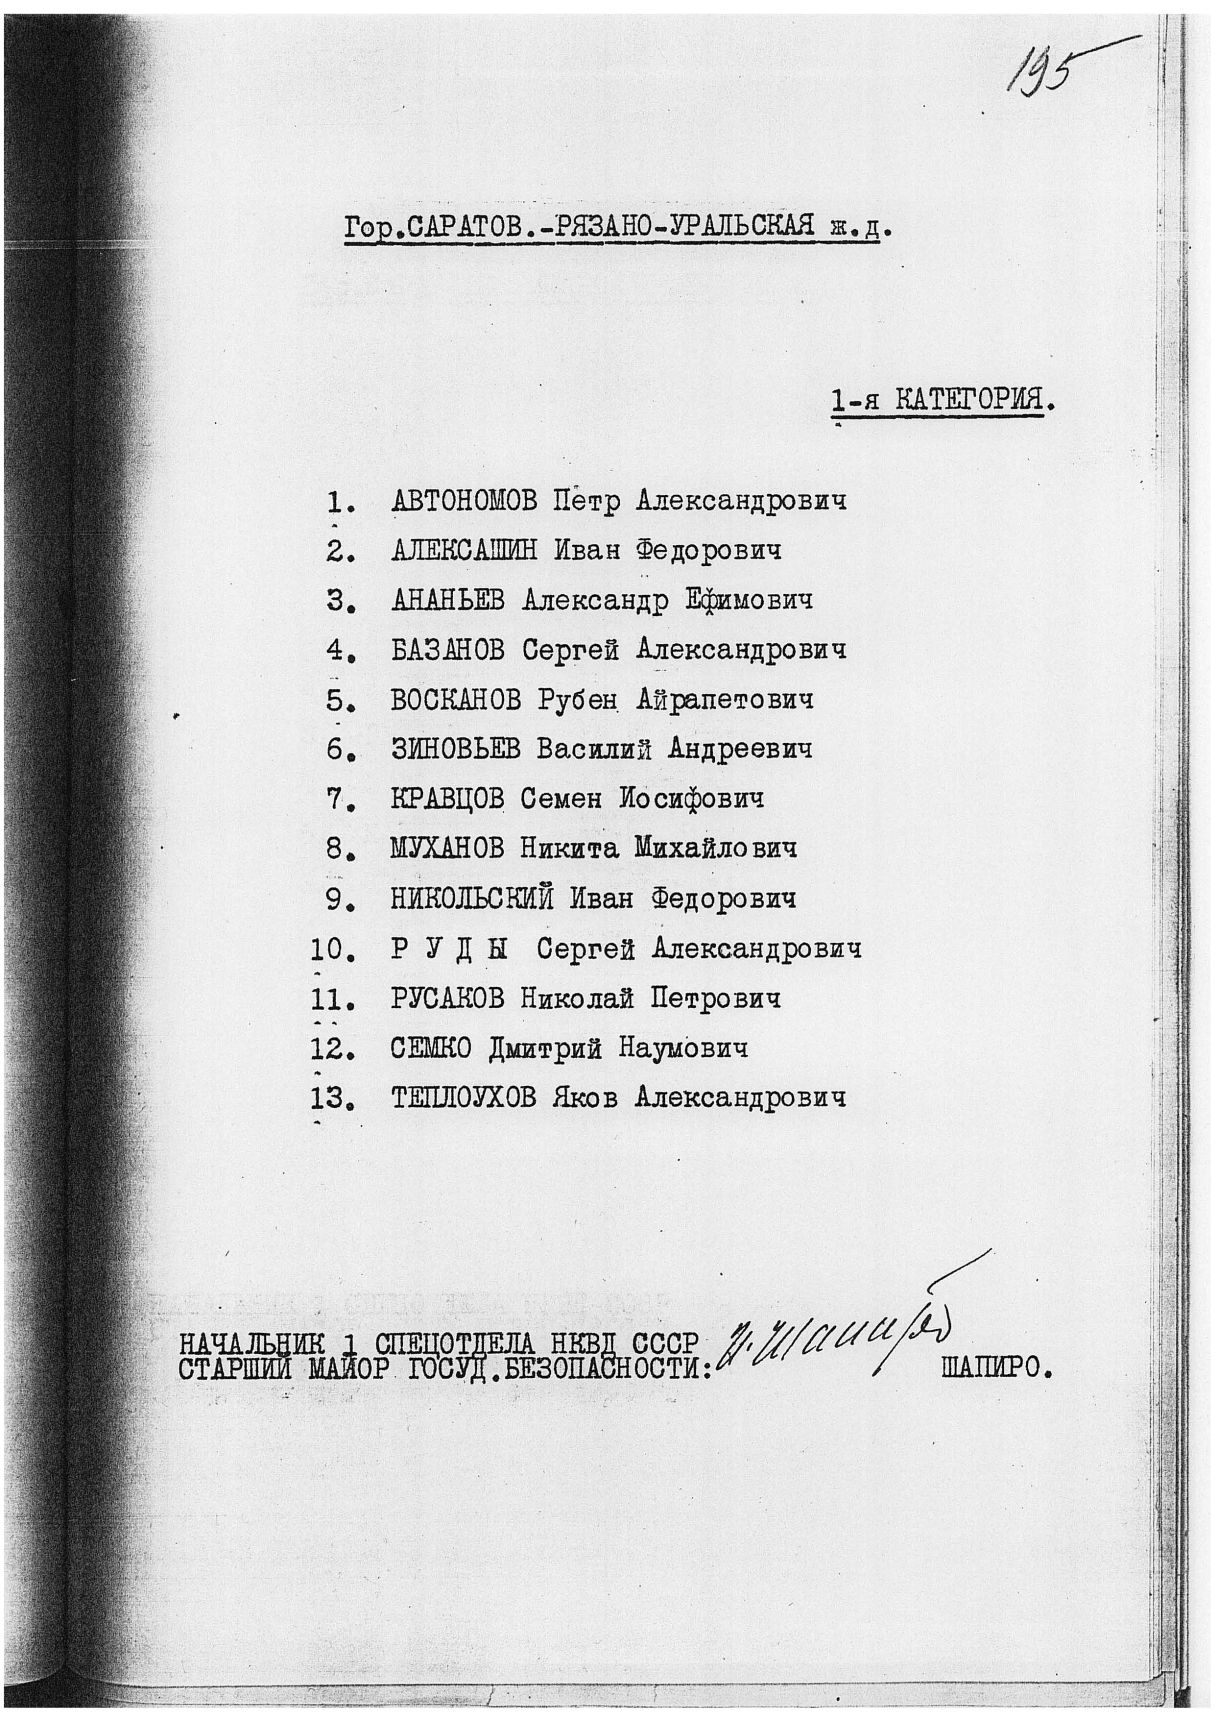 195
Гор.САРАТОВ.-РЯЗАНО-УРАЛЬСКАЯ ж.д.
1-я КАТЕГОРИЯ.
1. АВТОНОМОВ Петр Александрович
2. АЛЕКСАШИН Иван Федорович
3. АНАНЬЕВ Александр Ефимович
4. БАЗАНОВ Сергей Александрович
5. ВОСКАНОВ Рубен Айрапетович
6. ЗИНОВЬЕВ Василий Андреевич
7. КРАВЦОВ Семен Иосифович
8. МУХАНОВ Никита Михайлович
9. НИКОЛЬСКИЙ Иван Федорович
10. Р У Д Ы Сергей Александрович
11. РУСАКОВ Николай Петрович
12. СЕМКО Дмитрий Наумович
13. ТЕПЛОУХОВ Яков Александрович
НАЧАЛЬНИК 1 СПЕЦОТДЕЛА НКВД СССР
СТАРШИЙ МАЙОР ГОСУД.БЕЗОПАСНОСТИ: И. Шапиро ШАПИРО.